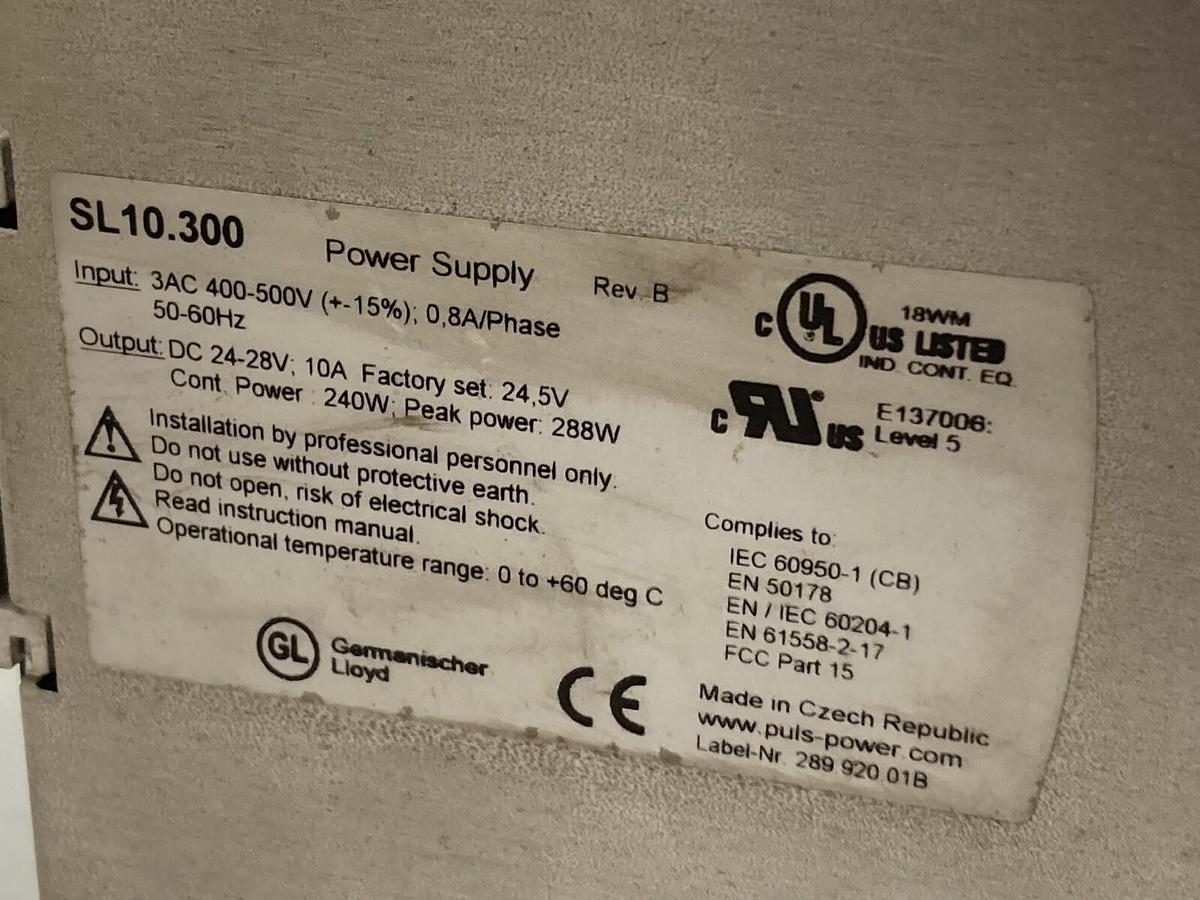 SL10.300
Power Supply
Rev. B
Input: 3AC 400-500V (+-15%); 0,8A/Phase
50-60Hz
Output: DC 24-28V; 10A Factory set: 24,5V
Cont. Power : 240W; Peak power: 288W
Installation by professional personnel only.
Do not use without protective earth.
Do not open, risk of electrical shock.
Read instruction manual.
Operational temperature range: 0 to +60 deg C
GL Germanischer
Lloyd
CE
C UL US LISTED
18WM
IND. CONT. EQ.
c RU US
E137006:
Level 5
Complies to:
IEC 60950-1 (CB)
EN 50178
EN / IEC 60204-1
EN 61558-2-17
FCC Part 15
Made in Czech Republic
www.puls-power.com
Label-Nr. 289 920 01B